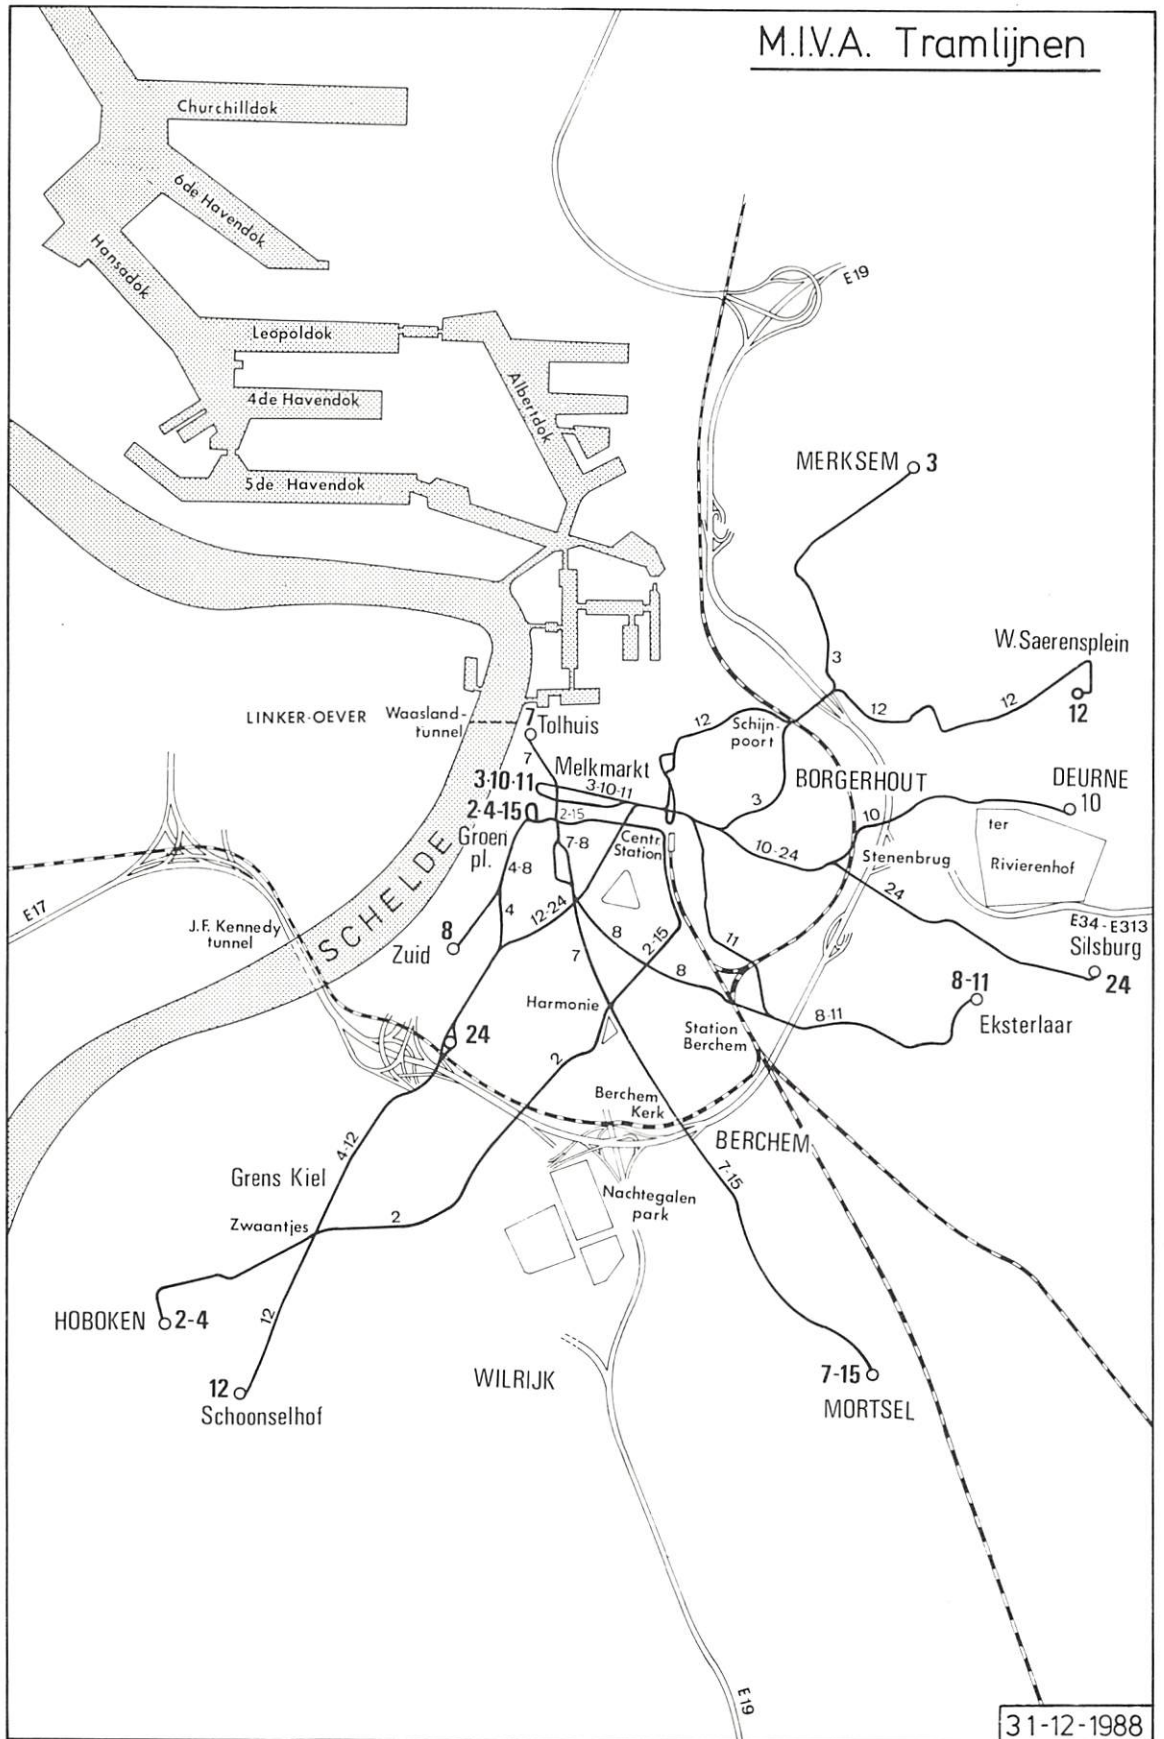 M.I.V.A. Tramlijnen
Churchilldok
6de Havendok
Hansadok
E19
Leopoldok
Albertdok
4de Havendok
MERKSEM 3
5de Havendok
3
W.Saerensplein
12
12
12
LINKER-OEVER
Waasland-
tunnel
7
Tolhuis
7
12
Schijn-
poort
3-10-11
Melkmarkt
3-10-11
BORGERHOUT
DEURNE
10
2-4-15
2-15
3
10
Groen
pl.
7-8
Centr.
Station
10-24
ter
Rivierenhof
Stenenbrug
4-8
24
E17
SCHELDE
J.F. Kennedy
tunnel
4
12-24
8
2-15
11
E34-E313
8
Zuid
7
8
Silsburg
24
8-11
Harmonie
8-11
Eksterlaar
24
Station
Berchem
2
Berchem
Kerk
BERCHEM
4-12
7-15
Grens Kiel
Nachtegalen
park
Zwaantjes
2
HOBOKEN 2-4
12
12
Schoonselhof
WILRIJK
7-15
MORTSEL
E19
31-12-1988